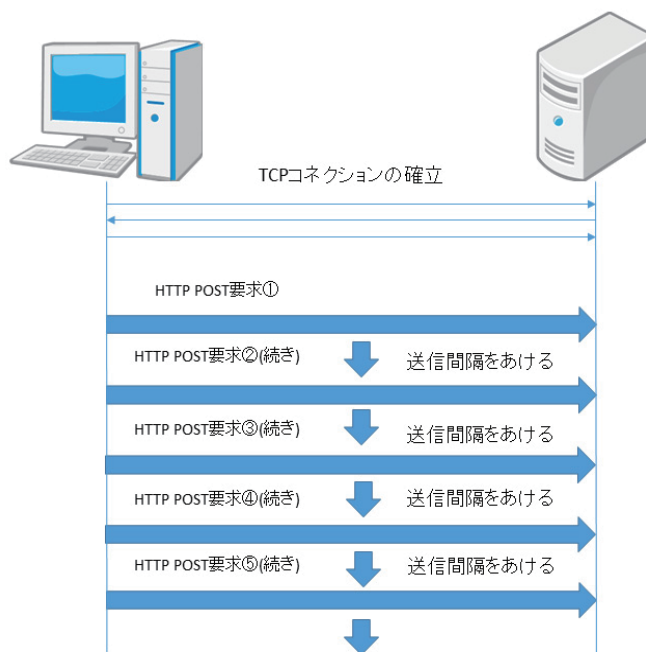 TCPコネクションの確立
HTTP POST要求①
HTTP POST要求②(続き) 送信間隔をあける
HTTP POST要求③(続き) 送信間隔をあける
HTTP POST要求④(続き) 送信間隔をあける
HTTP POST要求⑤(続き) 送信間隔をあける